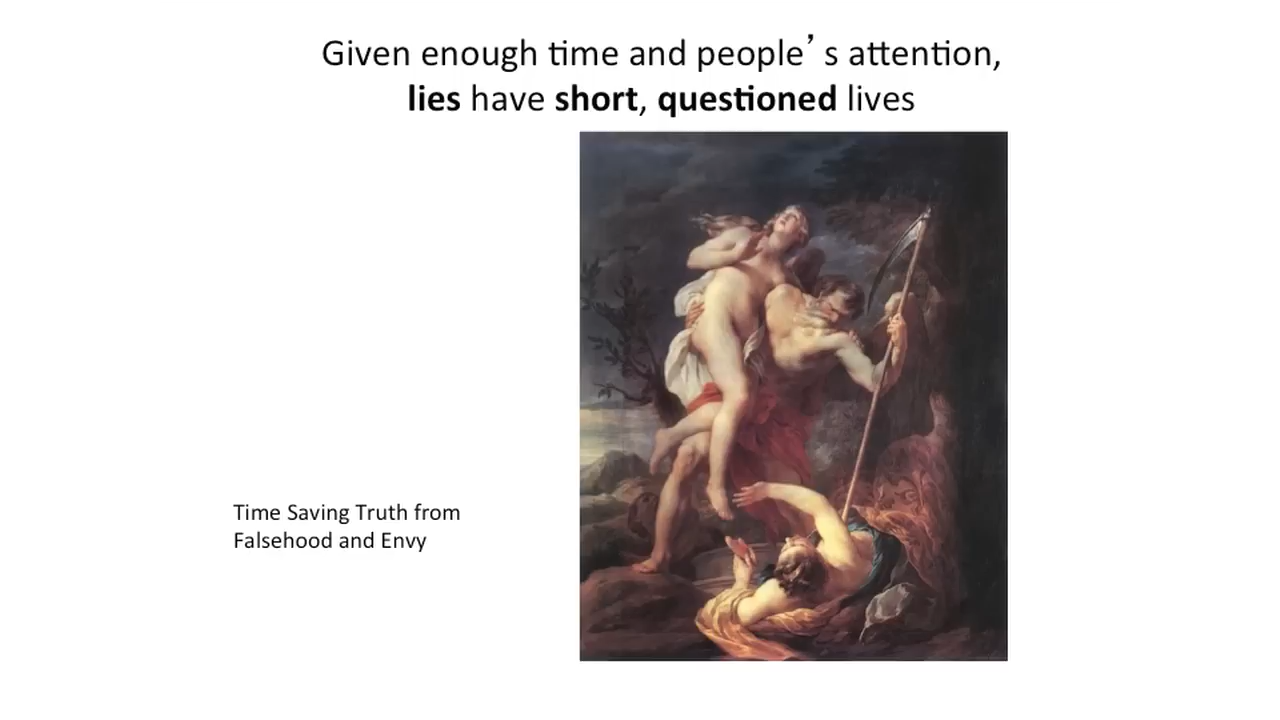 Given enough time and people’s attention,
lies have short, questioned lives
Time Saving Truth from
Falsehood and Envy